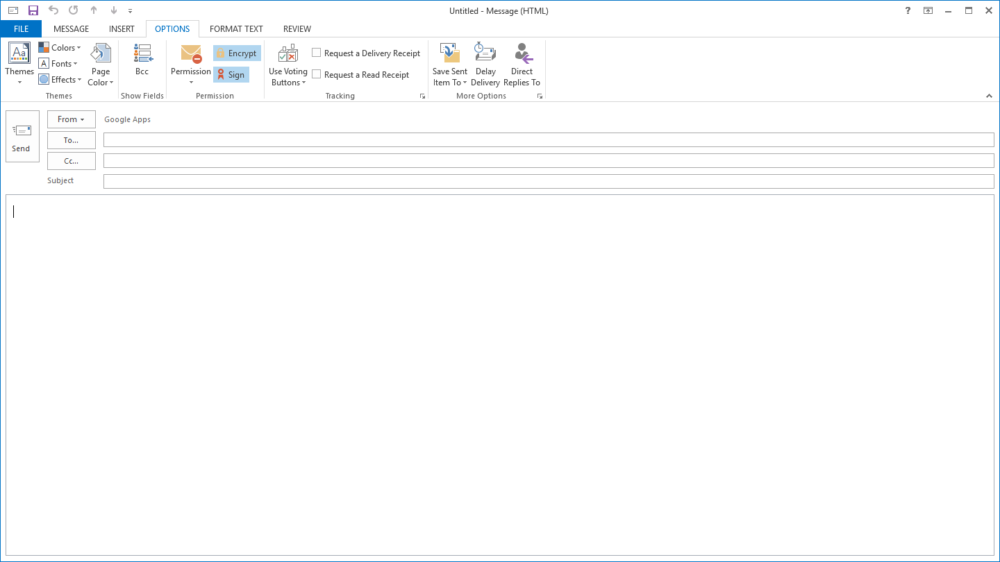 Untitled - Message (HTML)
?
FILE MESSAGE INSERT OPTIONS FORMAT TEXT REVIEW
Aa
Themes
Colors
A Fonts
Effects
Page
Color
Themes
Bcc
Show Fields
Permission
Encrypt
Sign
Permission
Use Voting
Buttons
Request a Delivery Receipt
Request a Read Receipt
Tracking
Save Sent
Item To
Delay
Delivery
Direct
Replies To
More Options
Send
From Google Apps
To...
Cc...
Subject